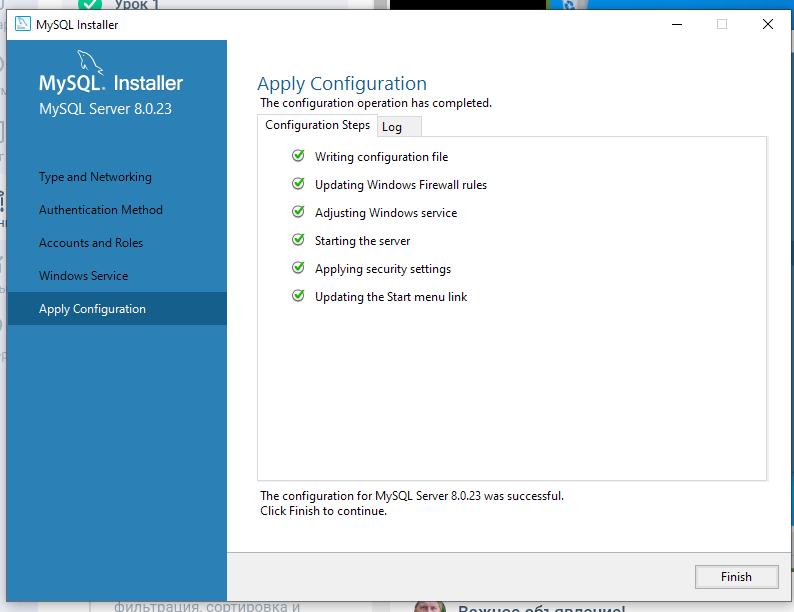 Урок 1
MySQL Installer
MySQL® Installer
MySQL Server 8.0.23
Type and Networking
Authentication Method
Accounts and Roles
Windows Service
Apply Configuration
Apply Configuration
The configuration operation has completed.
Configuration Steps
Log
Writing configuration file
Updating Windows Firewall rules
Adjusting Windows service
Starting the server
Applying security settings
Updating the Start menu link
The configuration for MySQL Server 8.0.23 was successful.
Click Finish to continue.
Finish
фильтрация, сортировка и
Важное объявление!